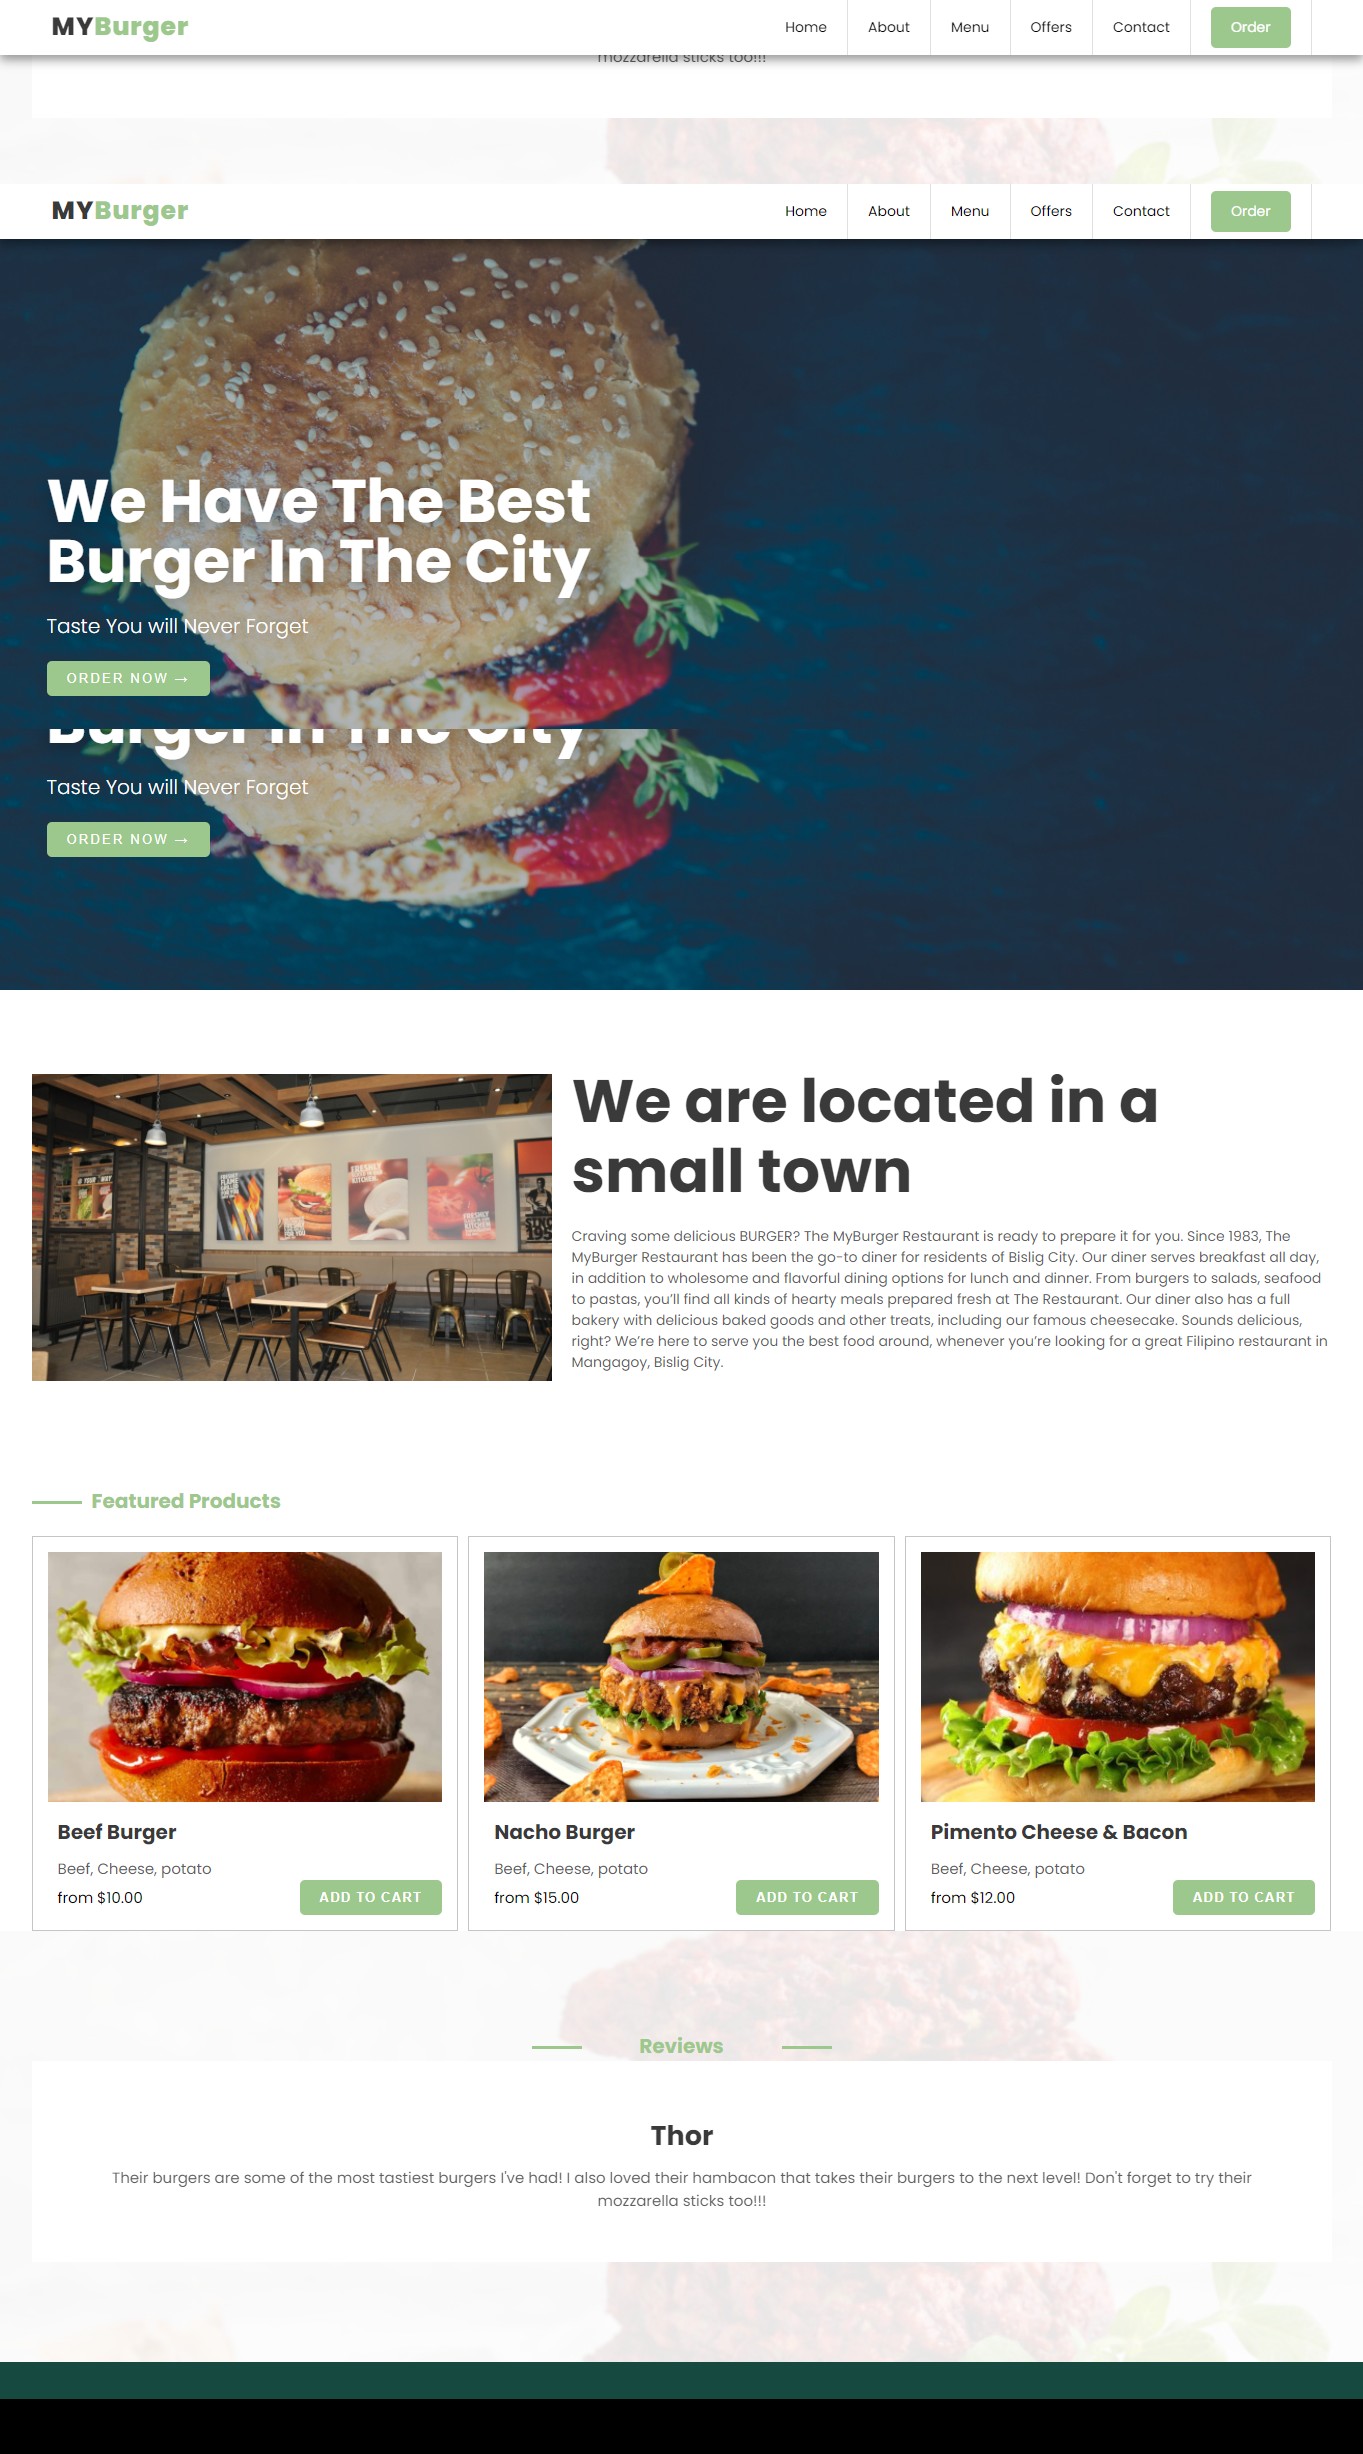 MYBurger
Home About Menu Offers Contact Order
mozzarella sticks too!!!
MYBurger
Home About Menu Offers Contact Order
We Have The Best
Burger In The City
Taste You will Never Forget
ORDER NOW →
Burger In The City
Taste You will Never Forget
ORDER NOW →
We are located in a
small town
Craving some delicious BURGER? The MyBurger Restaurant is ready to prepare it for you. Since 1983, The
MyBurger Restaurant has been the go-to diner for residents of Bislig City. Our diner serves breakfast all day,
in addition to wholesome and flavorful dining options for lunch and dinner. From burgers to salads, seafood
to pastas, you’ll find all kinds of hearty meals prepared fresh at The Restaurant. Our diner also has a full
bakery with delicious baked goods and other treats, including our famous cheesecake. Sounds delicious,
right? We’re here to serve you the best food around, whenever you’re looking for a great Filipino restaurant in
Mangagoy, Bislig City.
Featured Products
Beef Burger
Beef, Cheese, potato
from $10.00
ADD TO CART
Nacho Burger
Beef, Cheese, potato
from $15.00
ADD TO CART
Pimento Cheese & Bacon
Beef, Cheese, potato
from $12.00
ADD TO CART
Reviews
Thor
Their burgers are some of the most tastiest burgers I've had! I also loved their hambacon that takes their burgers to the next level! Don't forget to try their
mozzarella sticks too!!!